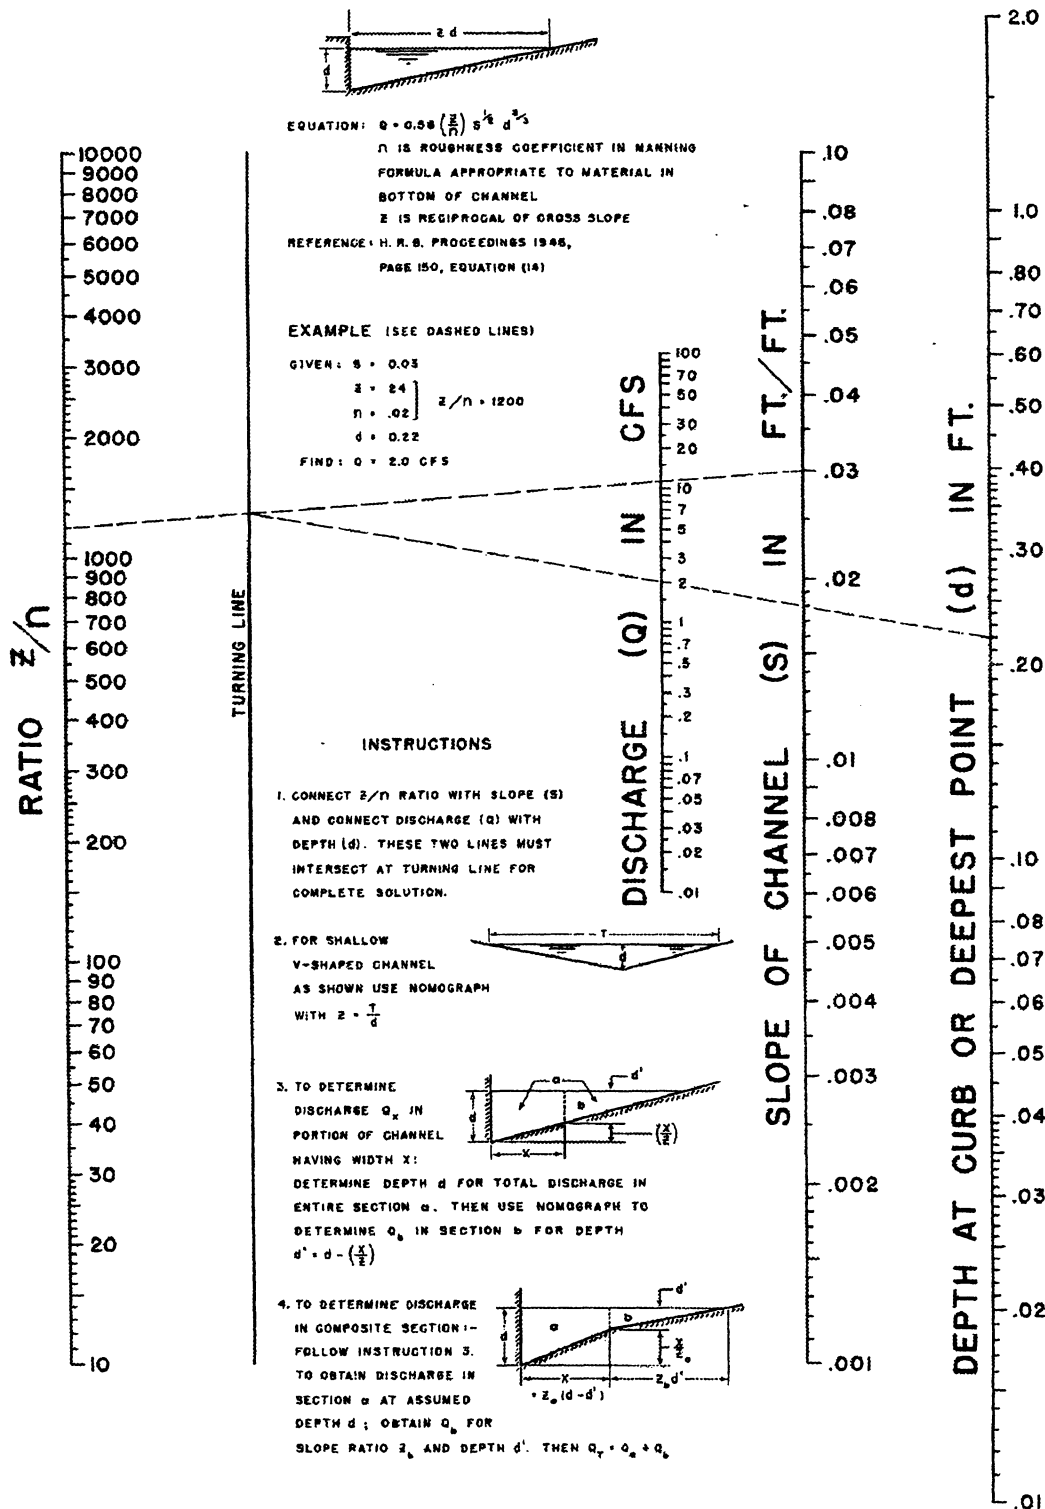 z d
d
EQUATION: Q = 0.56 (z/n) S^1/2 d^8/3
n IS ROUGHNESS COEFFICIENT IN MANNING
FORMULA APPROPRIATE TO MATERIAL IN
BOTTOM OF CHANNEL
z IS RECIPROCAL OF CROSS SLOPE
REFERENCE: H. R. B. PROCEEDINGS 1946,
PAGE 150, EQUATION (14)
EXAMPLE (SEE DASHED LINES)
GIVEN: S = 0.03
z = 24
n = .02
z/n = 1200
d = 0.22
FIND: Q = 2.0 CFS
RATIO z/n
10000
9000
8000
7000
6000
5000
4000
3000
2000
1000
900
800
700
600
500
400
300
200
100
90
80
70
60
50
40
30
20
10
TURNING LINE
INSTRUCTIONS
1. CONNECT z/n RATIO WITH SLOPE (S)
AND CONNECT DISCHARGE (Q) WITH
DEPTH (d). THESE TWO LINES MUST
INTERSECT AT TURNING LINE FOR
COMPLETE SOLUTION.
2. FOR SHALLOW
V-SHAPED CHANNEL
AS SHOWN USE NOMOGRAPH
WITH z = T/d
T
d
3. TO DETERMINE
DISCHARGE Qx IN
PORTION OF CHANNEL
HAVING WIDTH X:
DETERMINE DEPTH d FOR TOTAL DISCHARGE IN
ENTIRE SECTION a. THEN USE NOMOGRAPH TO
DETERMINE Qb IN SECTION b FOR DEPTH
d' = d - (x/z)
a
d'
b
d
x
(x/z)
4. TO DETERMINE DISCHARGE
IN COMPOSITE SECTION:-
FOLLOW INSTRUCTION 3.
TO OBTAIN DISCHARGE IN
SECTION a AT ASSUMED
DEPTH d ; OBTAIN Qb FOR
SLOPE RATIO zb AND DEPTH d'. THEN QT = Qa + Qb
d'
a
b
d
x/za
x
zb d'
= za (d-d')
DISCHARGE (Q) IN CFS
100
70
50
30
20
10
7
5
3
2
1
.7
.5
.3
.2
.1
.07
.05
.03
.02
.01
SLOPE OF CHANNEL (S) IN FT./FT.
.10
.08
.07
.06
.05
.04
.03
.02
.01
.008
.007
.006
.005
.004
.003
.002
.001
DEPTH AT CURB OR DEEPEST POINT (d) IN FT.
2.0
1.0
.80
.70
.60
.50
.40
.30
.20
.10
.08
.07
.06
.05
.04
.03
.02
.01